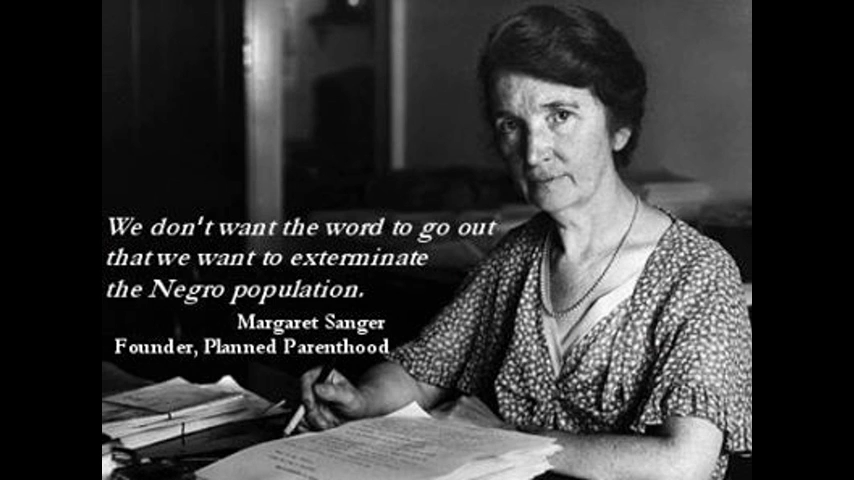 We don't want the word to go out
that we want to exterminate
the Negro population.
Margaret Sanger
Founder, Planned Parenthood